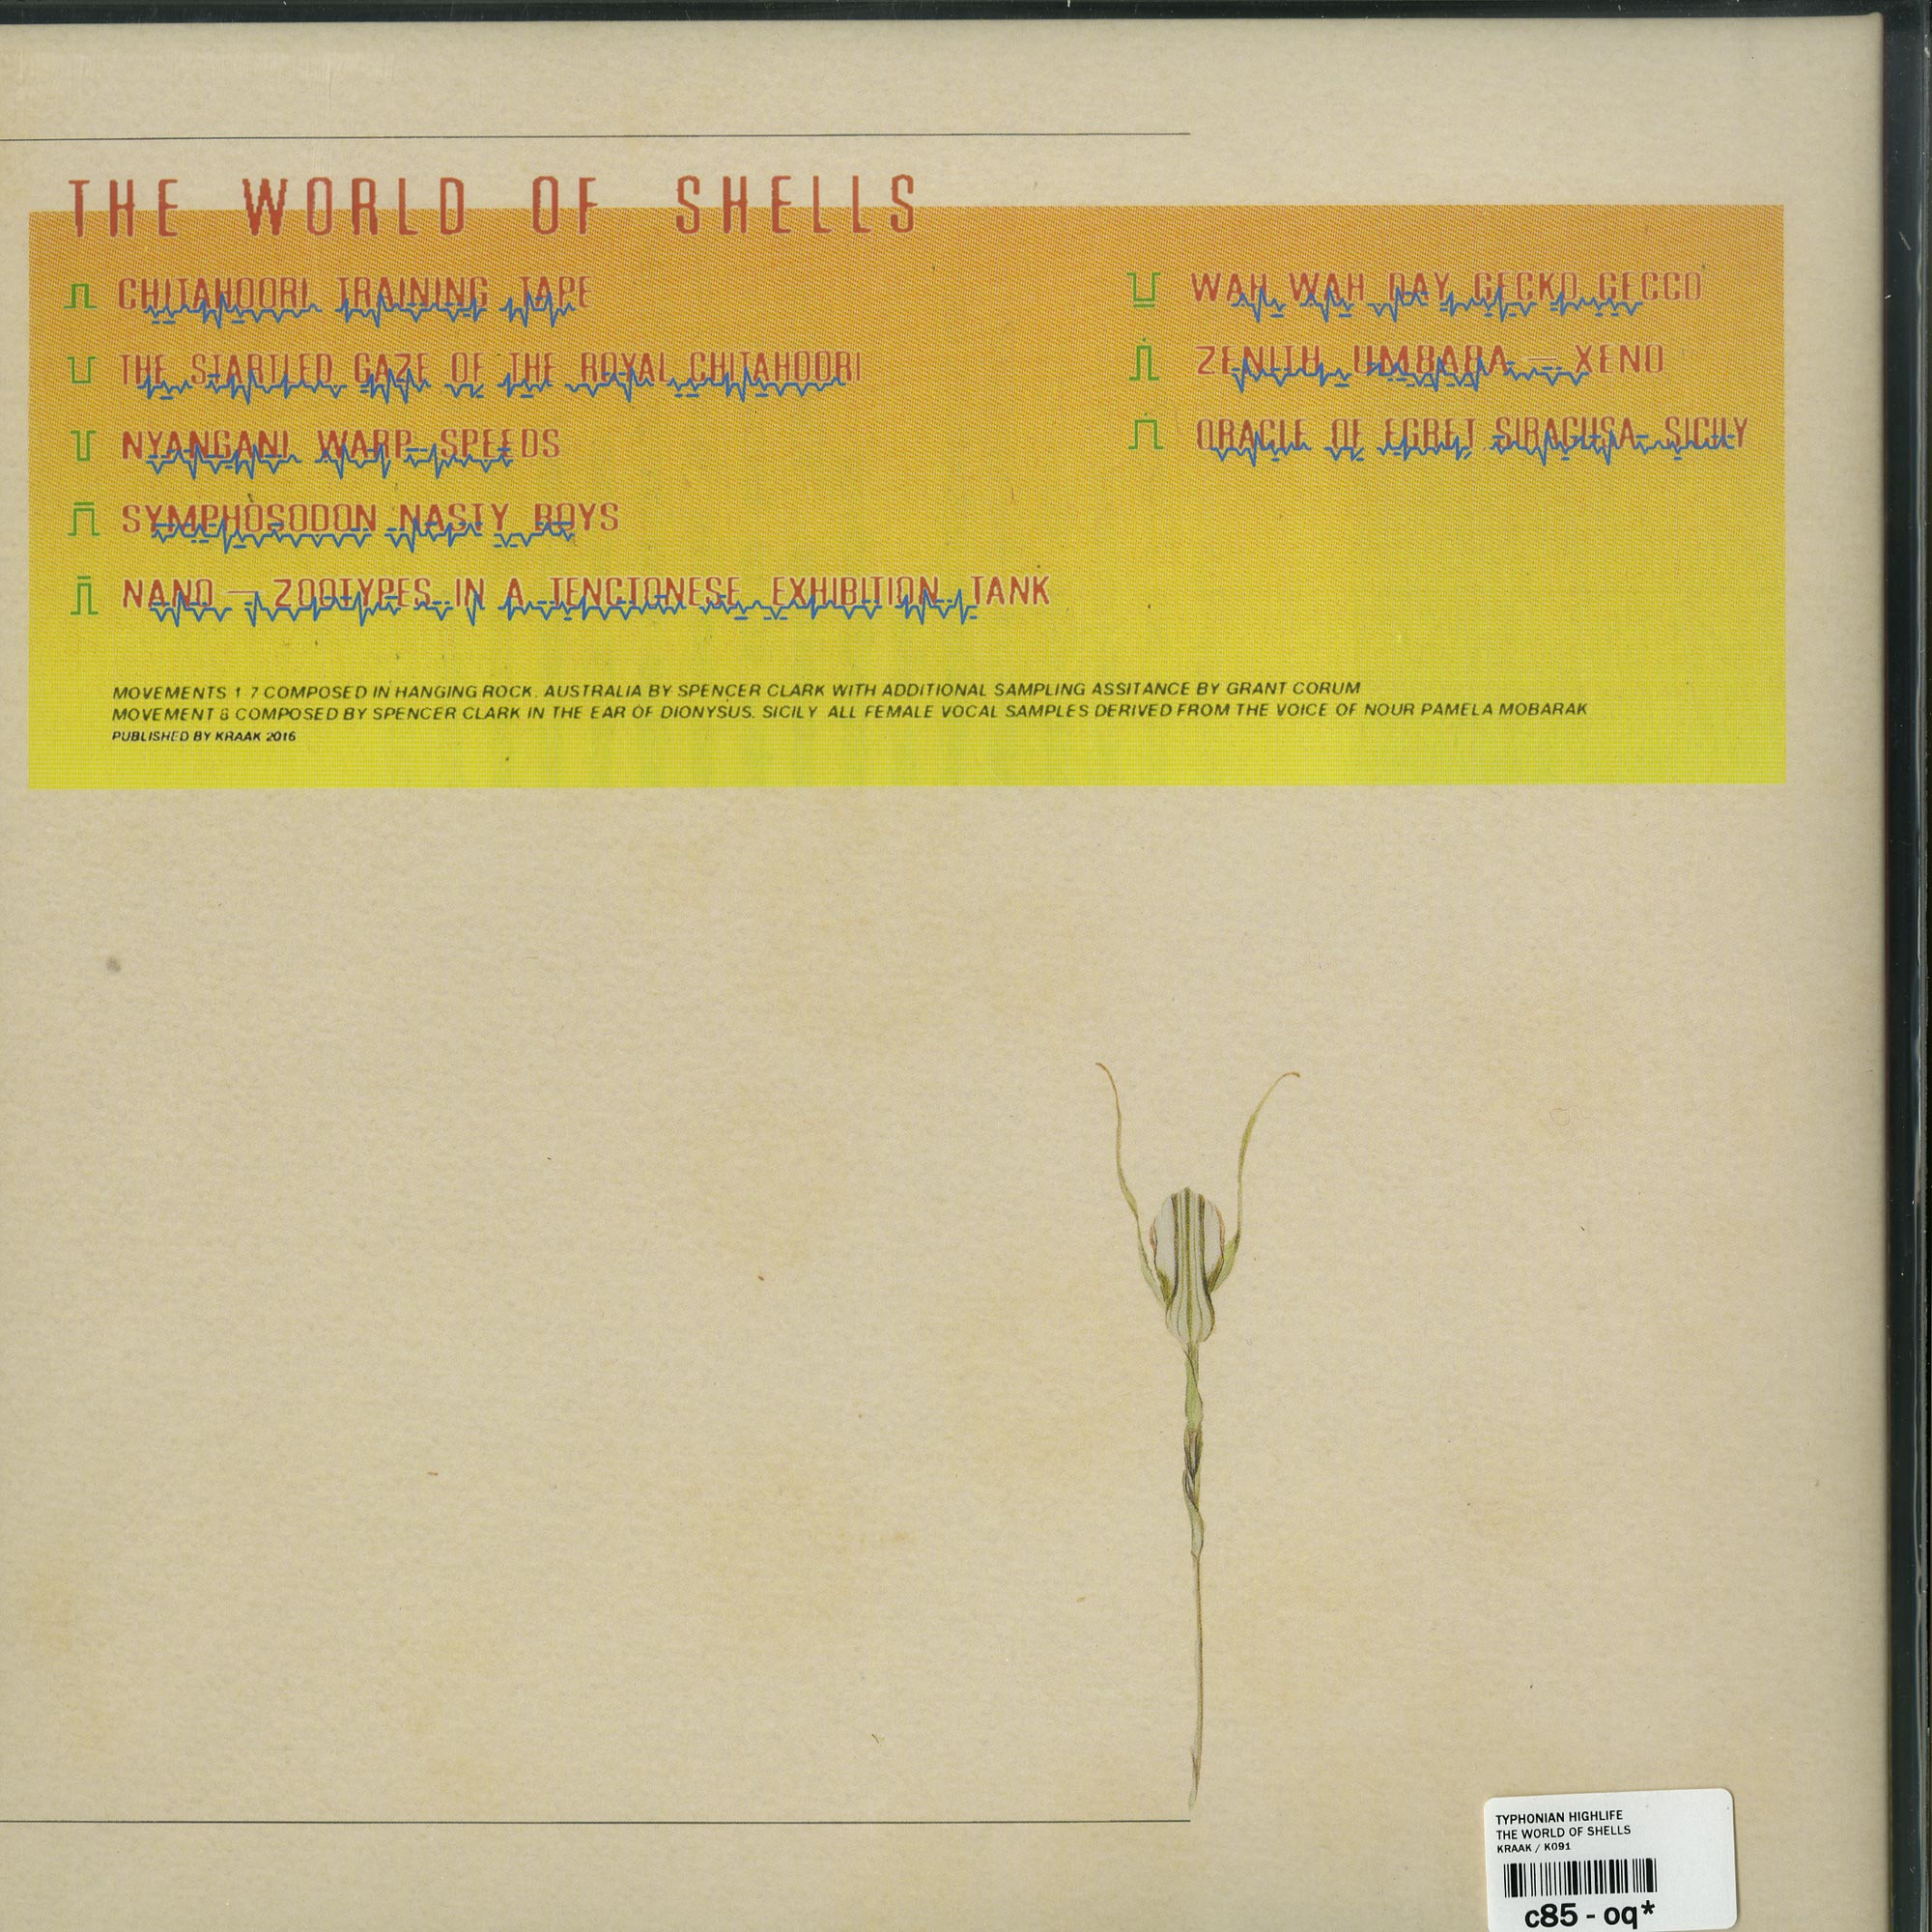 THE WORLD OF SHELLS
CHITAHOORI TRAINING TAPE
THE STARTLED GAZE OF THE ROYAL CHITAHOORI
NYANGANI WARP SPEEDS
SYMPHOSODON NASTY BOYS
NANO — ZOOTYPES IN A TENCTONESE EXHIBITION TANK
WAH WAH DAY GECKO GECCO
ZENITH UMBARA — XENO
ORACLE OF EGRET SIRACUSA SICILY
MOVEMENTS 1 7 COMPOSED IN HANGING ROCK. AUSTRALIA BY SPENCER CLARK WITH ADDITIONAL SAMPLING ASSITANCE BY GRANT CORUM
MOVEMENT 8 COMPOSED BY SPENCER CLARK IN THE EAR OF DIONYSUS. SICILY ALL FEMALE VOCAL SAMPLES DERIVED FROM THE VOICE OF NOUR PAMELA MOBARAK
PUBLISHED BY KRAAK 2016
TYPHONIAN HIGHLIFE
THE WORLD OF SHELLS
KRAAK / K091
c85 - oq*